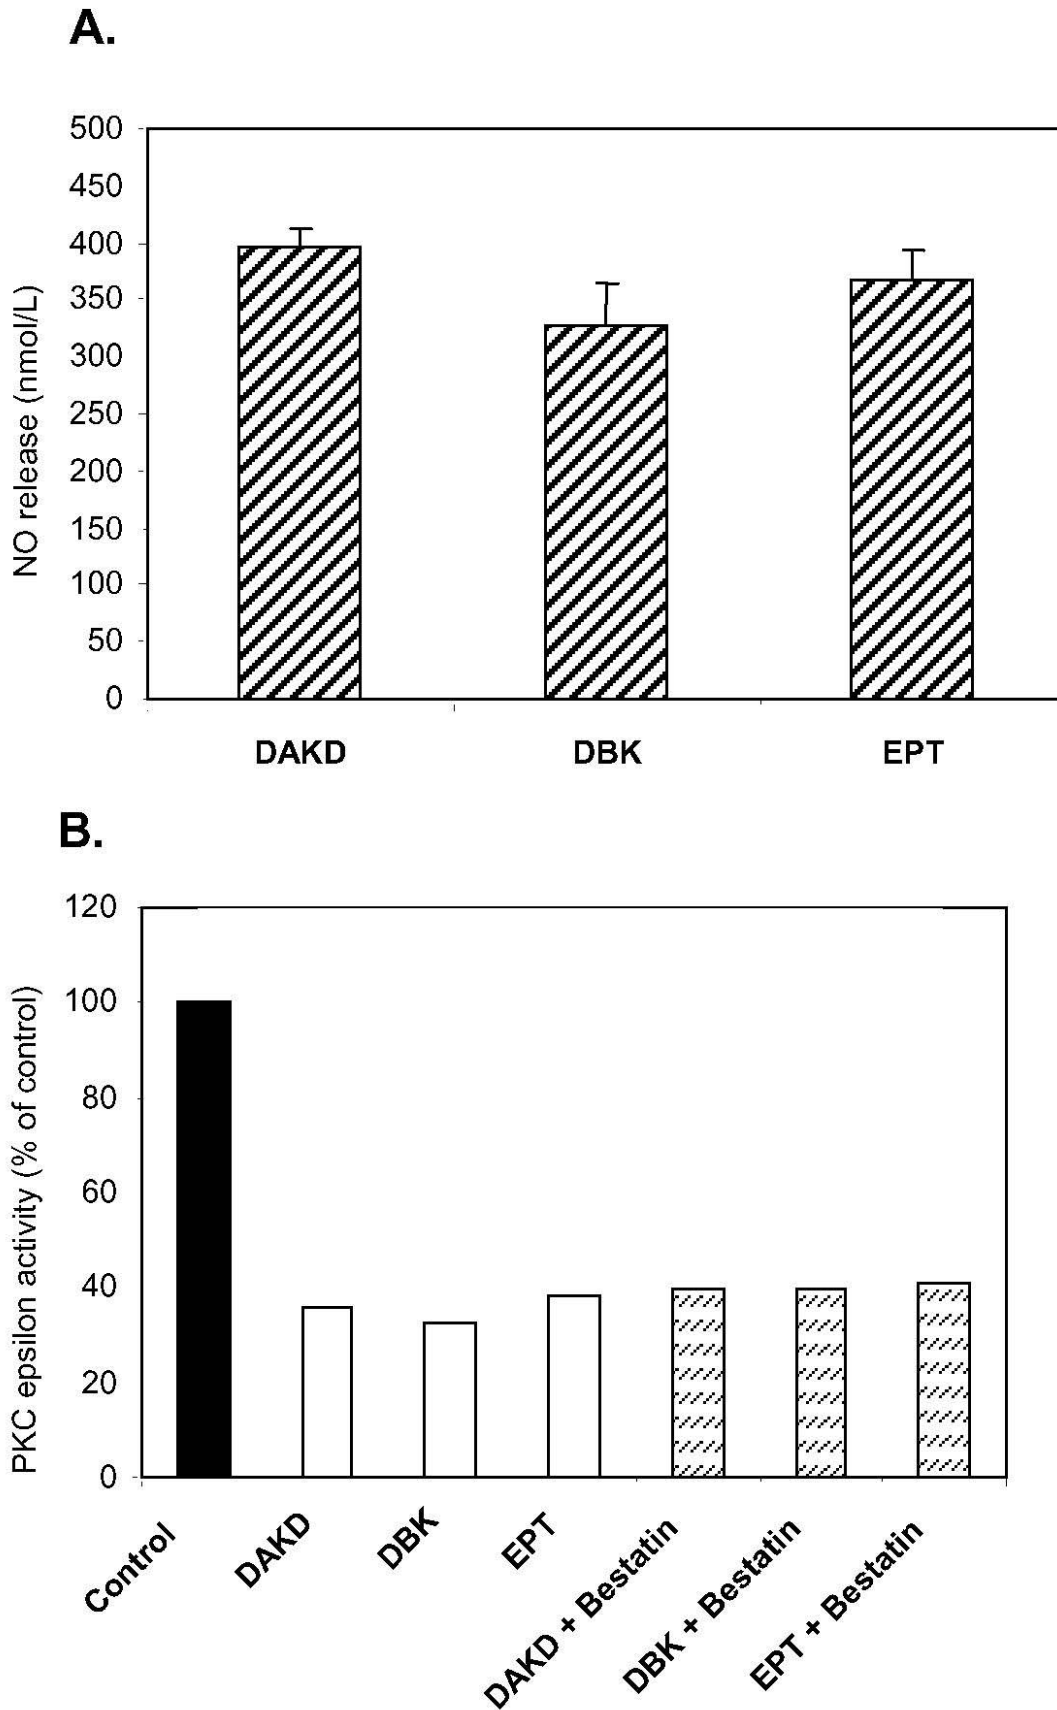 A.
NO release (nmol/L)
500
450
400
350
300
250
200
150
100
50
0
DAKD
DBK
EPT
B.
PKC epsilon activity (% of control)
120
100
80
60
40
20
0
Control
DAKD
DBK
EPT
DAKD + Bestatin
DBK + Bestatin
EPT + Bestatin